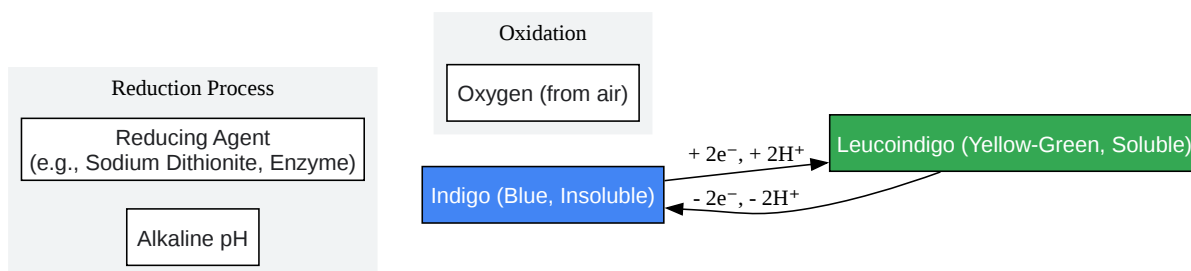 Oxidation
Oxygen (from air)
Reduction Process
Reducing Agent
(e.g., Sodium Dithionite, Enzyme)
Alkaline pH
Indigo (Blue, Insoluble)
+ 2e⁻, + 2H⁺
- 2e⁻, - 2H⁺
Leucoindigo (Yellow-Green, Soluble)